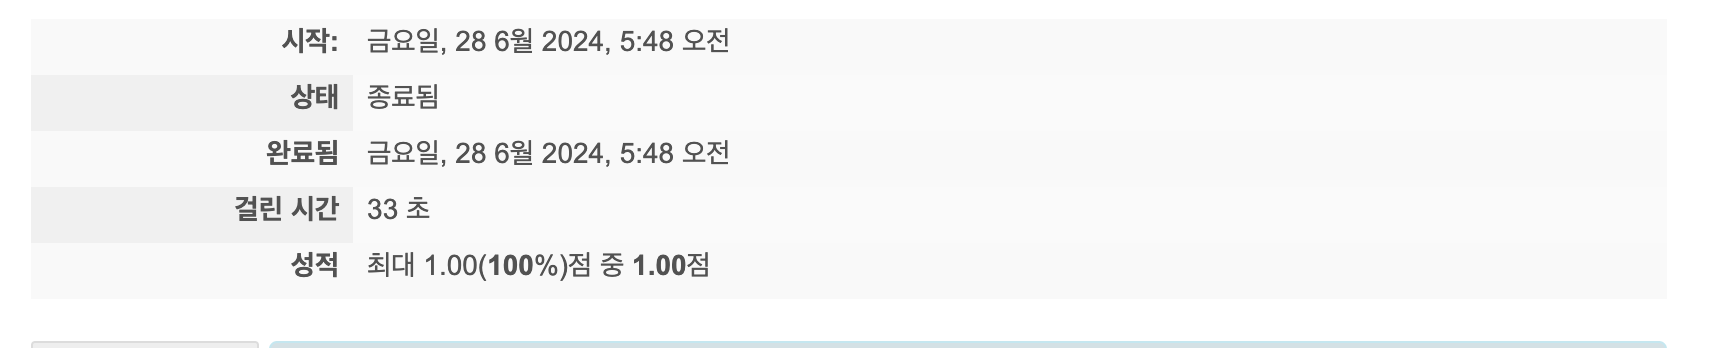 시작: 금요일, 28 6월 2024, 5:48 오전
상태 종료됨
완료됨 금요일, 28 6월 2024, 5:48 오전
걸린 시간 33 초
성적 최대 1.00(100%)점 중 1.00점